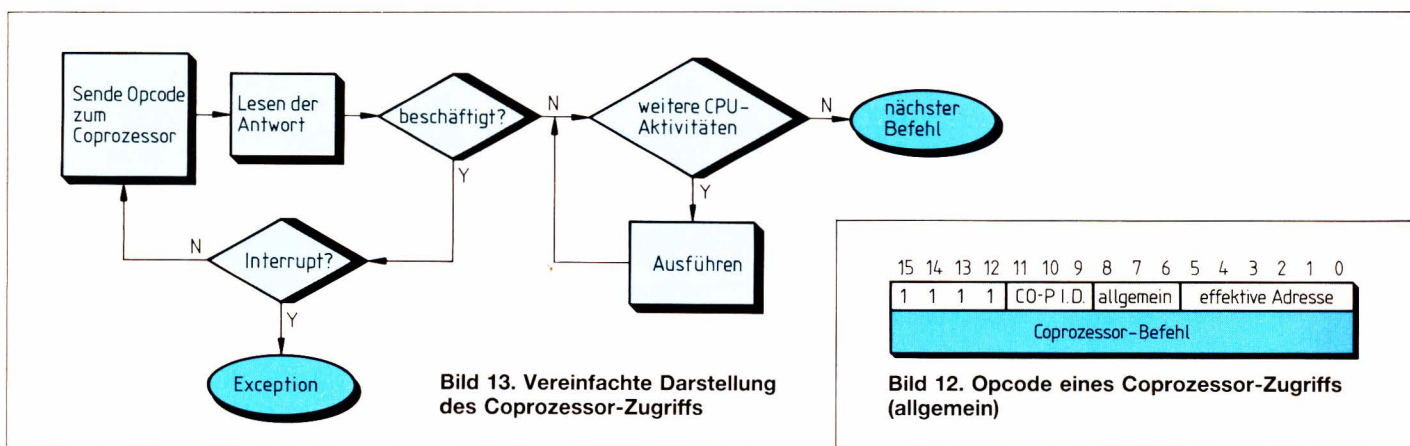 Sende Opcode
zum
Coprozessor
Lesen der
Antwort
beschäftigt?
N
weitere CPU-
Aktivitäten
N
nächster
Befehl
Y
Y
N
Interrupt?
Ausführen
Y
Exception
Bild 13. Vereinfachte Darstellung
des Coprozessor-Zugriffs
15 14 13 12 11 10 9 8 7 6 5 4 3 2 1 0
1 1 1 1 CO-P I.D. allgemein effektive Adresse
Coprozessor-Befehl
Bild 12. Opcode eines Coprozessor-Zugriffs
(allgemein)